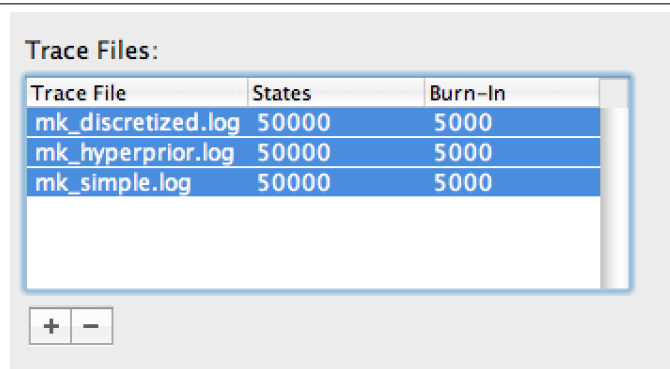 Trace Files:
Trace File States Burn-In
mk_discretized.log 50000 5000
mk_hyperprior.log 50000 5000
mk_simple.log 50000 5000
+ −